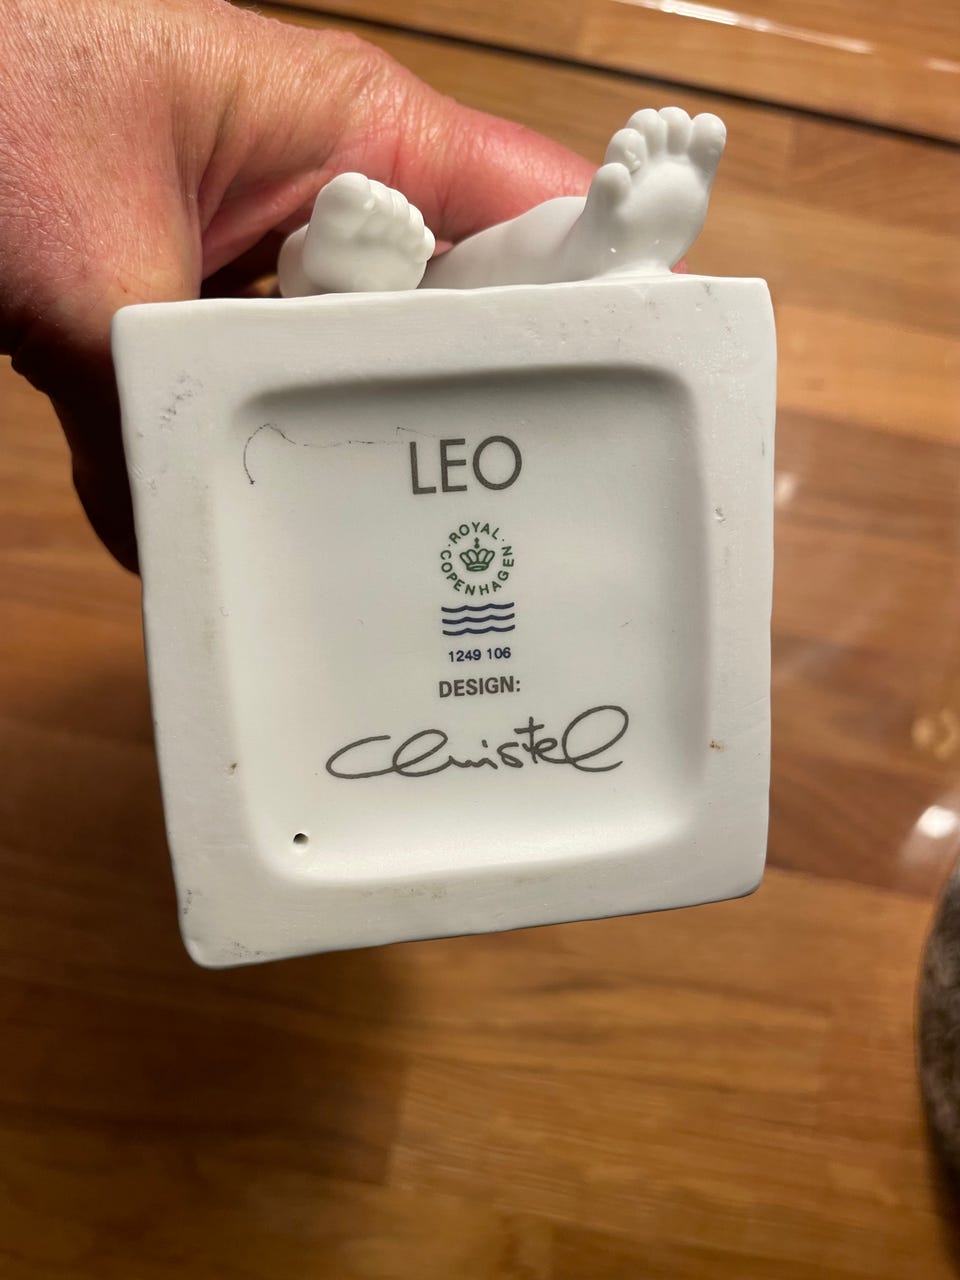 LEO
ROYAL
COPENHAGEN
1249 106
DESIGN:
Christel